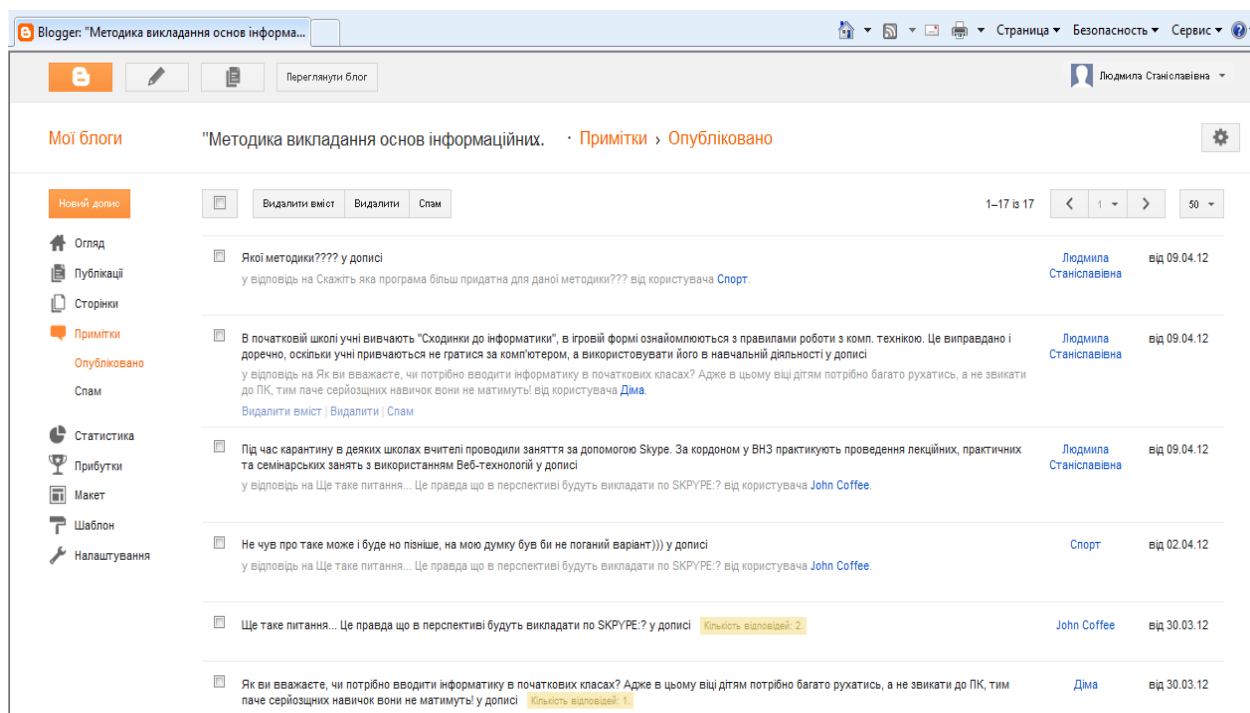 Blogger: "Методика викладання основ інформа...
Страница Безопасность Сервис
Переглянути блог
Людмила Станіславівна
Мої блоги
"Методика викладання основ інформаційних. · Примітки › Опубліковано
Новий допис
Видалити вміст Видалити Спам
1–17 із 17
1
50
Огляд
Публікації
Сторінки
Примітки
Опубліковано
Спам
Статистика
Прибутки
Макет
Шаблон
Налаштування
Якої методики???? у дописі
у відповідь на Скажіть яка програма більш придатна для даної методики??? від користувача Спорт.
Людмила
Станіславівна
від 09.04.12
В початковій школі учні вивчають "Сходинки до інформатики", в ігровій формі ознайомлюються з правилами роботи з комп. технікою. Це виправдано і
доречно, оскільки учні привчаються не гратися за комп'ютером, а використовувати його в навчальній діяльності у дописі
у відповідь на Як ви вважаєте, чи потрібно вводити інформатику в початкових класах? Адже в цьому віці дітям потрібно багато рухатись, а не звикати
до ПК, тим паче серйозщних навичок вони не матимуть! від користувача Діма.
Видалити вміст | Видалити | Спам
Людмила
Станіславівна
від 09.04.12
Під час карантину в деяких школах вчителі проводили заняття за допомогою Skype. За кордоном у ВНЗ практикують проведення лекційних, практичних
та семінарських занять з використанням Веб-технологій у дописі
у відповідь на Ще таке питання... Це правда що в перспективі будуть викладати по SKPYPE:? від користувача John Coffee.
Людмила
Станіславівна
від 09.04.12
Не чув про таке може і буде но пізніше, на мою думку був би не поганий варіант))) у дописі
у відповідь на Ще таке питання... Це правда що в перспективі будуть викладати по SKPYPE:? від користувача John Coffee.
Спорт
від 02.04.12
Ще таке питання... Це правда що в перспективі будуть викладати по SKPYPE:? у дописі Кількість відповідей: 2.
John Coffee
від 30.03.12
Як ви вважаєте, чи потрібно вводити інформатику в початкових класах? Адже в цьому віці дітям потрібно багато рухатись, а не звикати до ПК, тим
паче серйозщних навичок вони не матимуть! у дописі Кількість відповідей: 1.
Діма
від 30.03.12